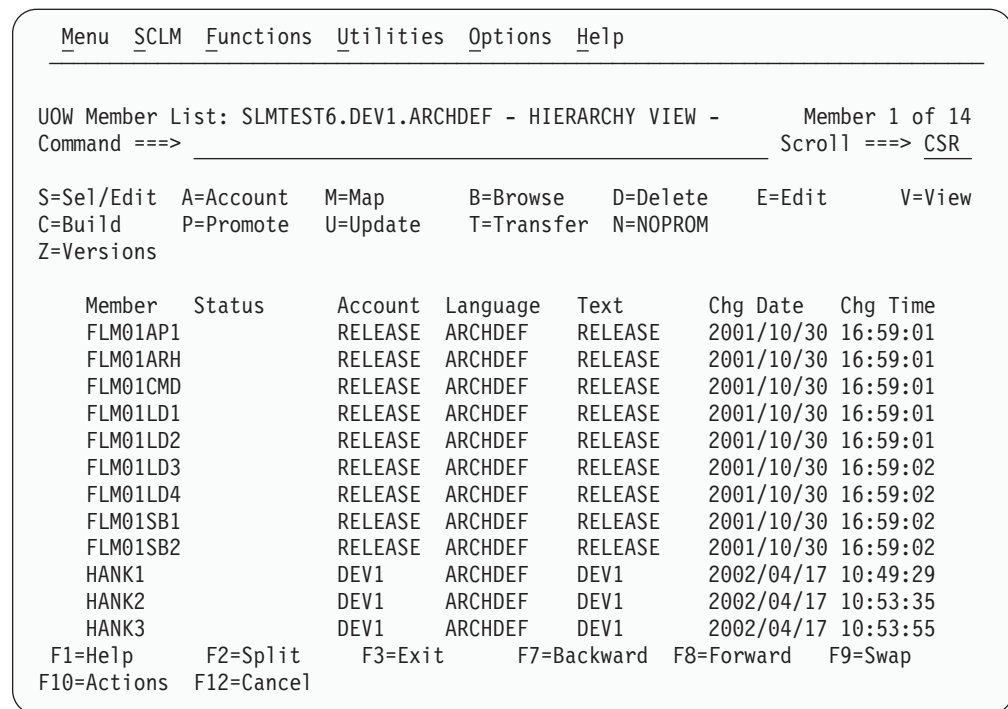 Menu SCLM Functions Utilities Options Help
UOW Member List: SLMTEST6.DEV1.ARCHDEF - HIERARCHY VIEW - Member 1 of 14
Command ===> Scroll ===> CSR
S=Sel/Edit A=Account M=Map B=Browse D=Delete E=Edit V=View
C=Build P=Promote U=Update T=Transfer N=NOPROM
Z=Versions
Member Status Account Language Text Chg Date Chg Time
FLM01AP1 RELEASE ARCHDEF RELEASE 2001/10/30 16:59:01
FLM01ARH RELEASE ARCHDEF RELEASE 2001/10/30 16:59:01
FLM01CMD RELEASE ARCHDEF RELEASE 2001/10/30 16:59:01
FLM01LD1 RELEASE ARCHDEF RELEASE 2001/10/30 16:59:01
FLM01LD2 RELEASE ARCHDEF RELEASE 2001/10/30 16:59:01
FLM01LD3 RELEASE ARCHDEF RELEASE 2001/10/30 16:59:02
FLM01LD4 RELEASE ARCHDEF RELEASE 2001/10/30 16:59:02
FLM01SB1 RELEASE ARCHDEF RELEASE 2001/10/30 16:59:02
FLM01SB2 RELEASE ARCHDEF RELEASE 2001/10/30 16:59:02
HANK1 DEV1 ARCHDEF DEV1 2002/04/17 10:49:29
HANK2 DEV1 ARCHDEF DEV1 2002/04/17 10:53:35
HANK3 DEV1 ARCHDEF DEV1 2002/04/17 10:53:55
F1=Help F2=Split F3=Exit F7=Backward F8=Forward F9=Swap
F10=Actions F12=Cancel